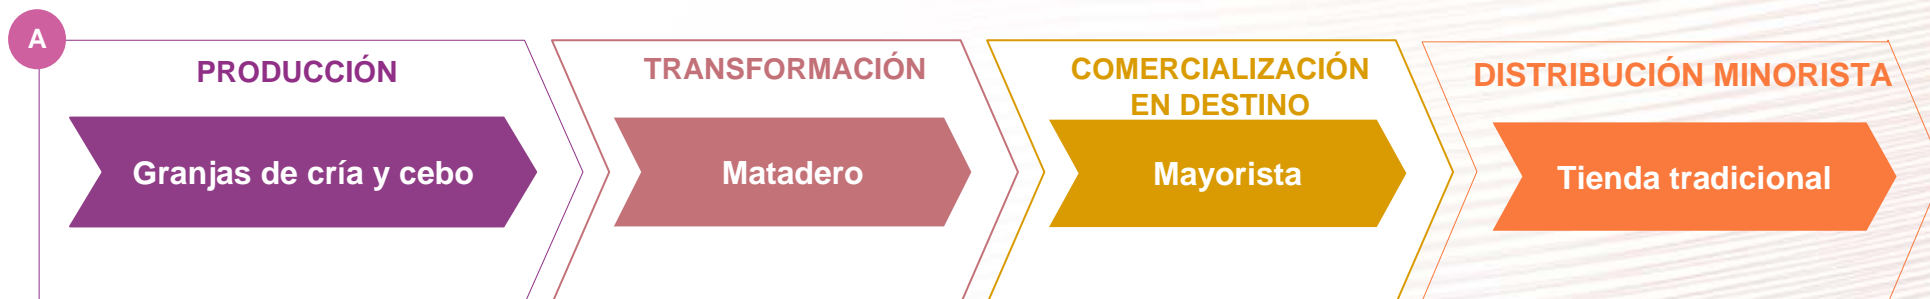 A
PRODUCCIÓN
Granjas de cría y cebo
TRANSFORMACIÓN
Matadero
COMERCIALIZACIÓN
EN DESTINO
Mayorista
DISTRIBUCIÓN MINORISTA
Tienda tradicional